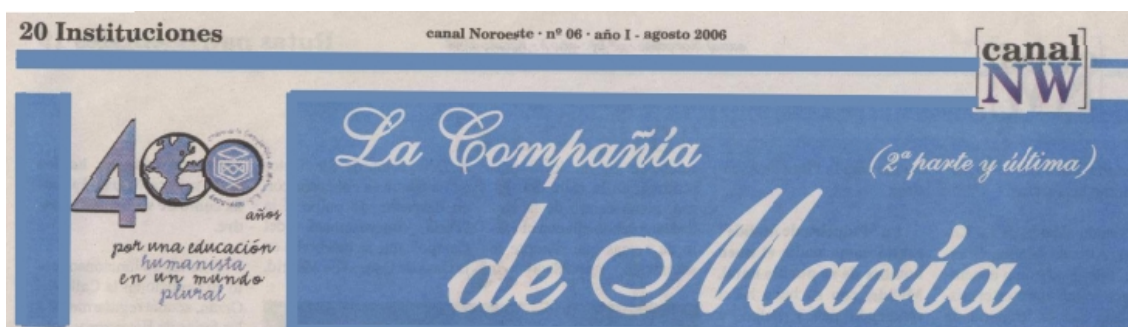 20 Instituciones
canal Noroeste · nº 06 · año I - agosto 2006
[canal
NW]
400
años
por una educación
humanista
en un mundo
plural
La Compañía
(2ª parte y última)
de María